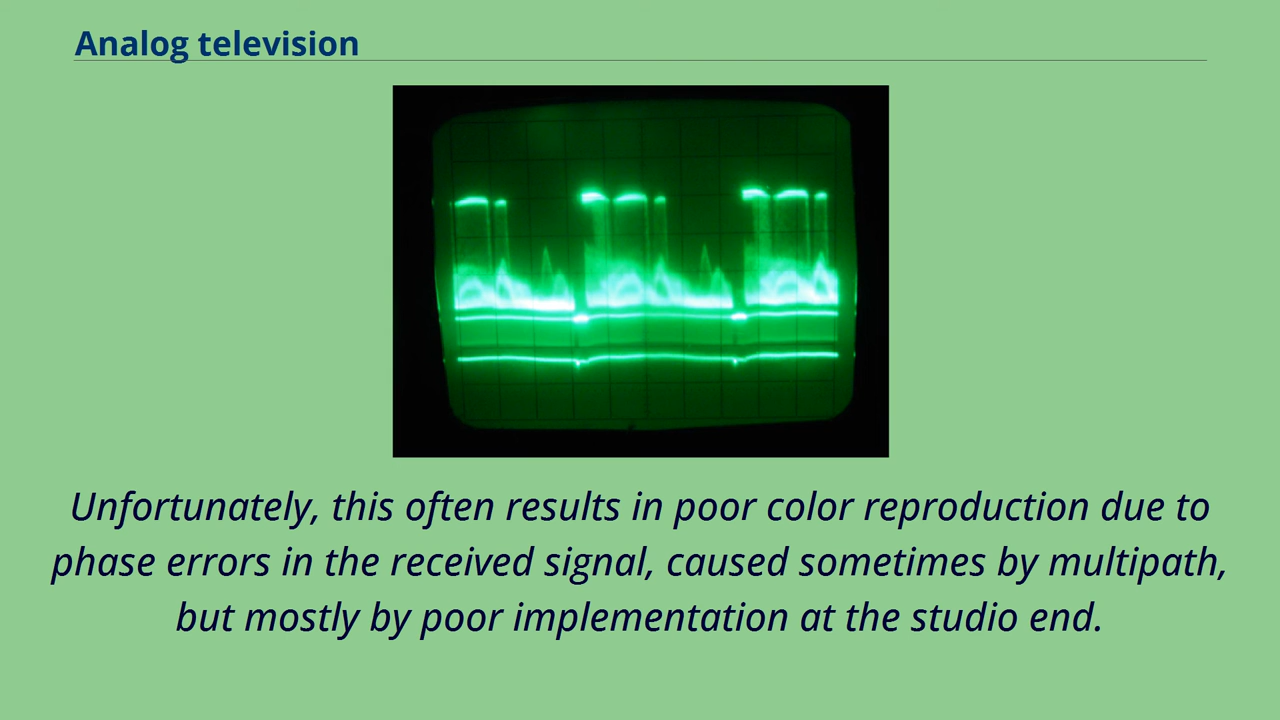 Analog television
Unfortunately, this often results in poor color reproduction due to
phase errors in the received signal, caused sometimes by multipath,
but mostly by poor implementation at the studio end.